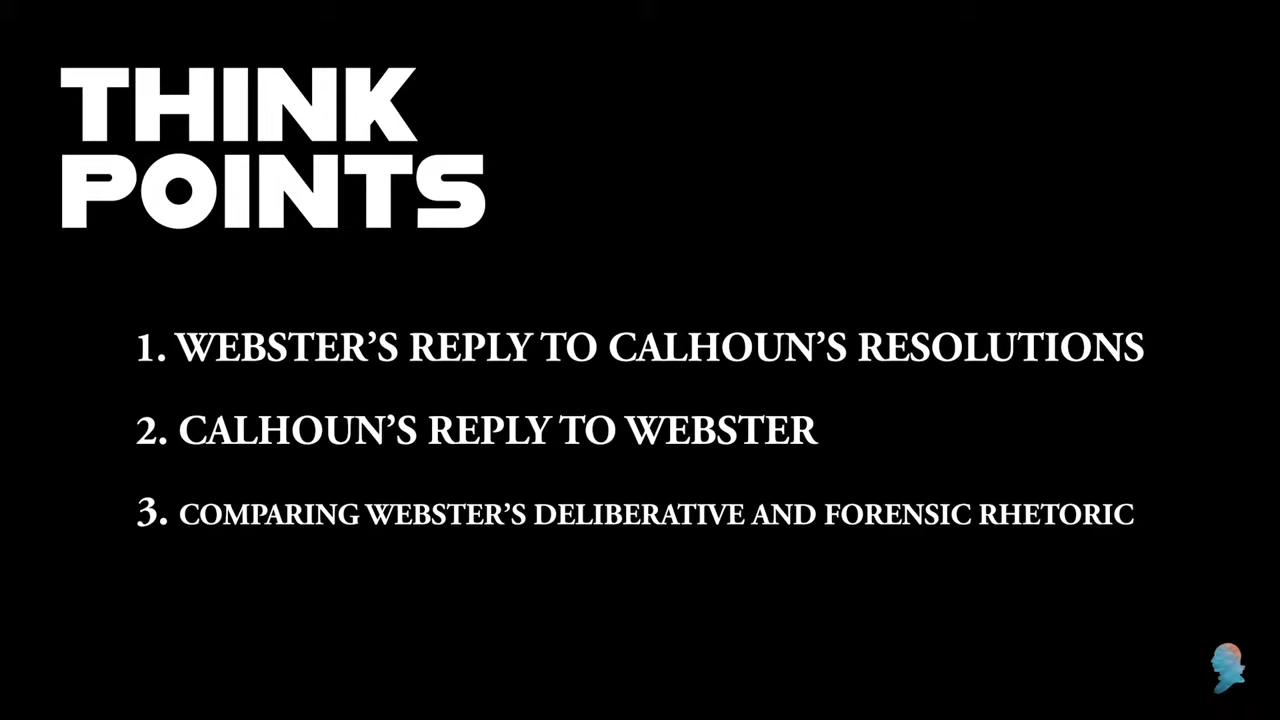 THINK
POINTS
1. WEBSTER’S REPLY TO CALHOUN’S RESOLUTIONS
2. CALHOUN’S REPLY TO WEBSTER
3. COMPARING WEBSTER’S DELIBERATIVE AND FORENSIC RHETORIC